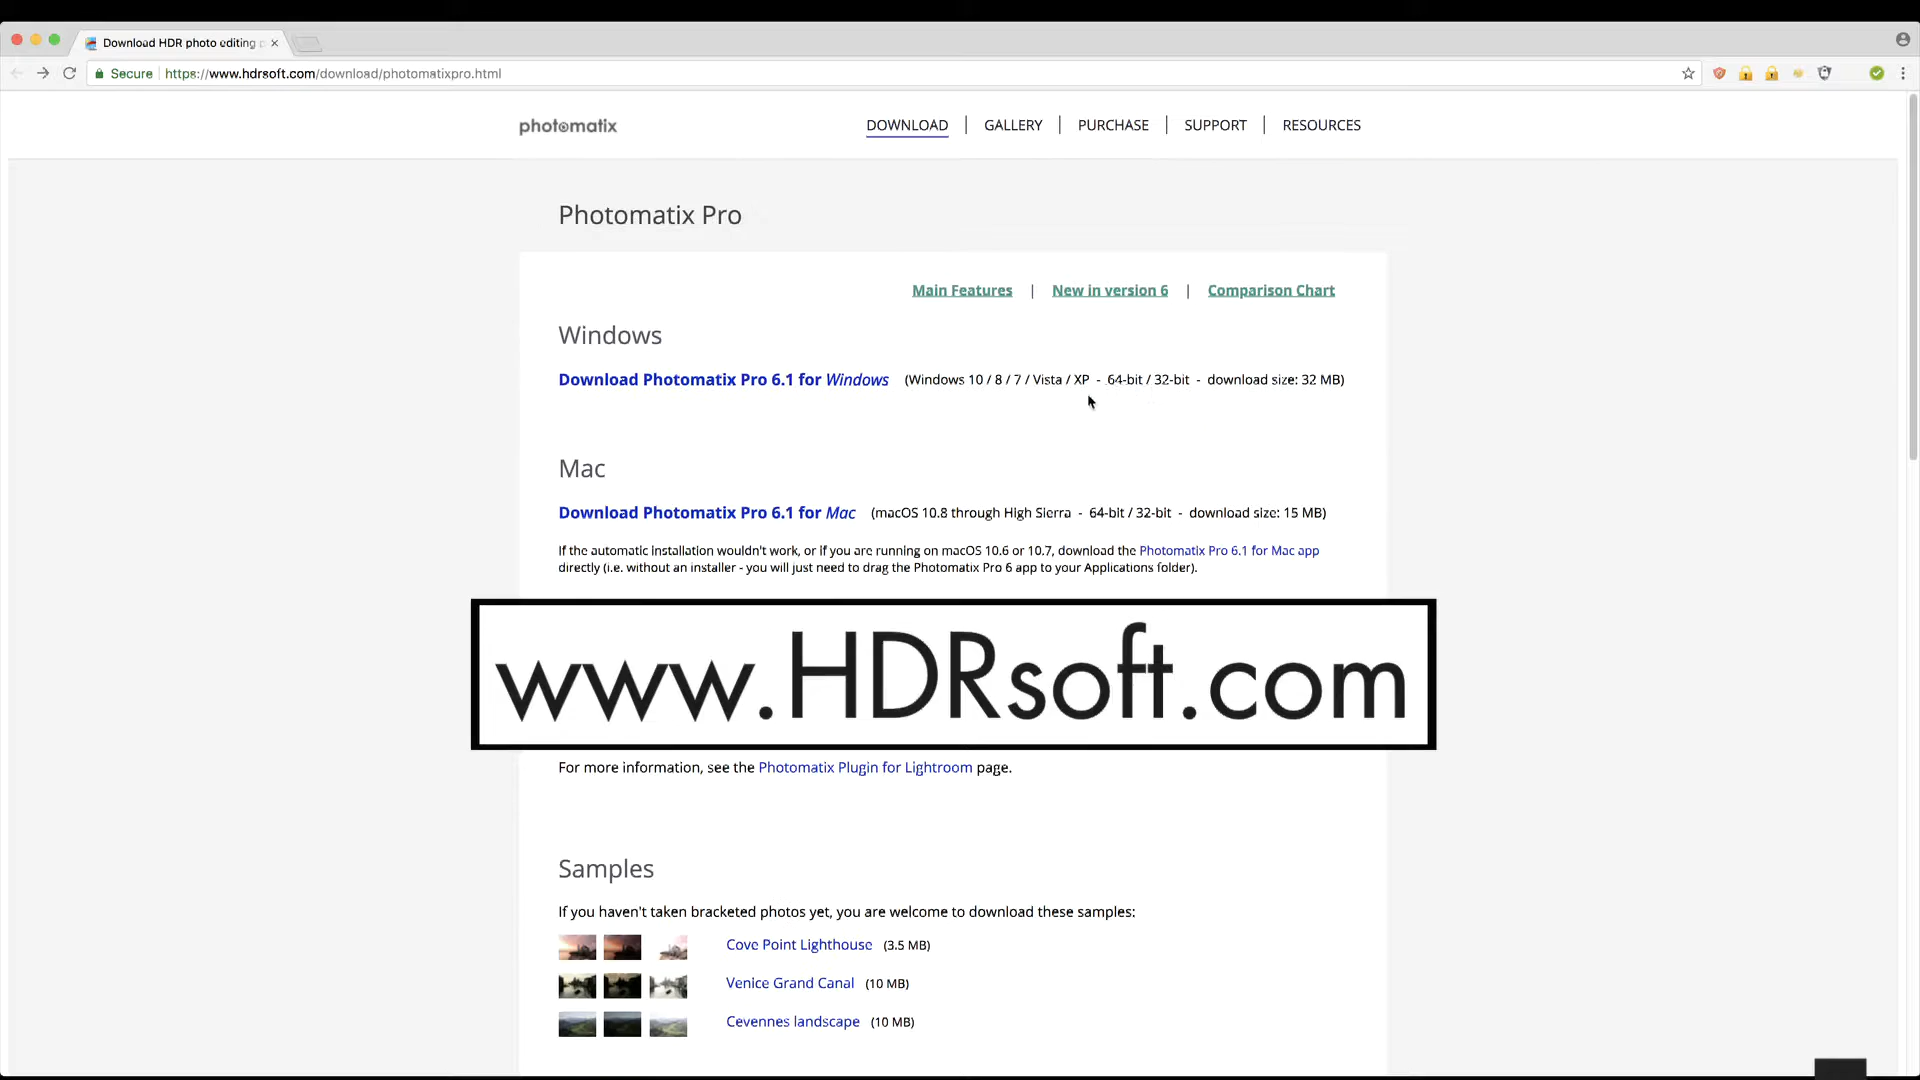 Download HDR photo editing
Secure https://www.hdrsoft.com/download/photomatixpro.html
photomatix
DOWNLOAD | GALLERY | PURCHASE | SUPPORT | RESOURCES
Photomatix Pro
Main Features | New in version 6 | Comparison Chart
Windows
Download Photomatix Pro 6.1 for Windows (Windows 10 / 8 / 7 / Vista / XP - 64-bit / 32-bit - download size: 32 MB)
Mac
Download Photomatix Pro 6.1 for Mac (macOS 10.8 through High Sierra - 64-bit / 32-bit - download size: 15 MB)
If the automatic installation wouldn't work, or if you are running on macOS 10.6 or 10.7, download the Photomatix Pro 6.1 for Mac app
directly (i.e. without an installer - you will just need to drag the Photomatix Pro 6 app to your Applications folder).
www.HDRsoft.com
For more information, see the Photomatix Plugin for Lightroom page.
Samples
If you haven't taken bracketed photos yet, you are welcome to download these samples:
Cove Point Lighthouse (3.5 MB)
Venice Grand Canal (10 MB)
Cevennes landscape (10 MB)